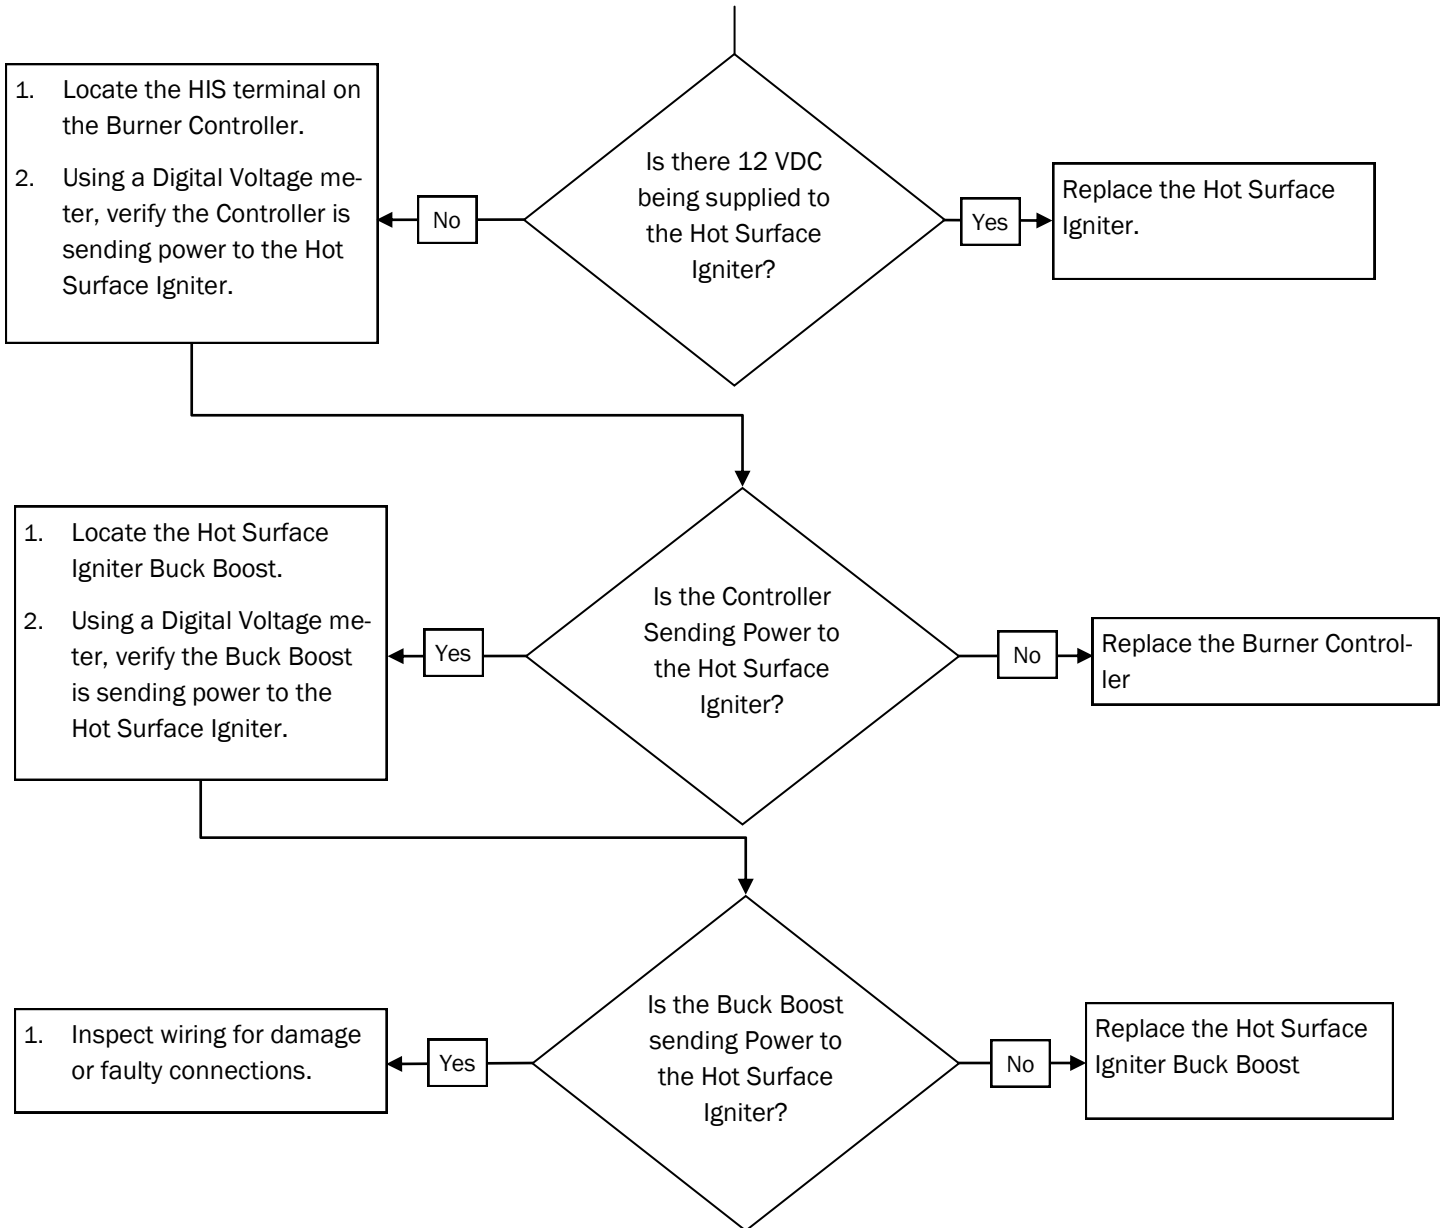 1. Locate the HIS terminal on
the Burner Controller.
2. Using a Digital Voltage me-
ter, verify the Controller is
sending power to the Hot
Surface Igniter.
No
Is there 12 VDC
being supplied to
the Hot Surface
Igniter?
Yes
Replace the Hot Surface
Igniter.
1. Locate the Hot Surface
Igniter Buck Boost.
2. Using a Digital Voltage me-
ter, verify the Buck Boost
is sending power to the
Hot Surface Igniter.
Yes
Is the Controller
Sending Power to
the Hot Surface
Igniter?
No
Replace the Burner Control-
ler
1. Inspect wiring for damage
or faulty connections.
Yes
Is the Buck Boost
sending Power to
the Hot Surface
Igniter?
No
Replace the Hot Surface
Igniter Buck Boost